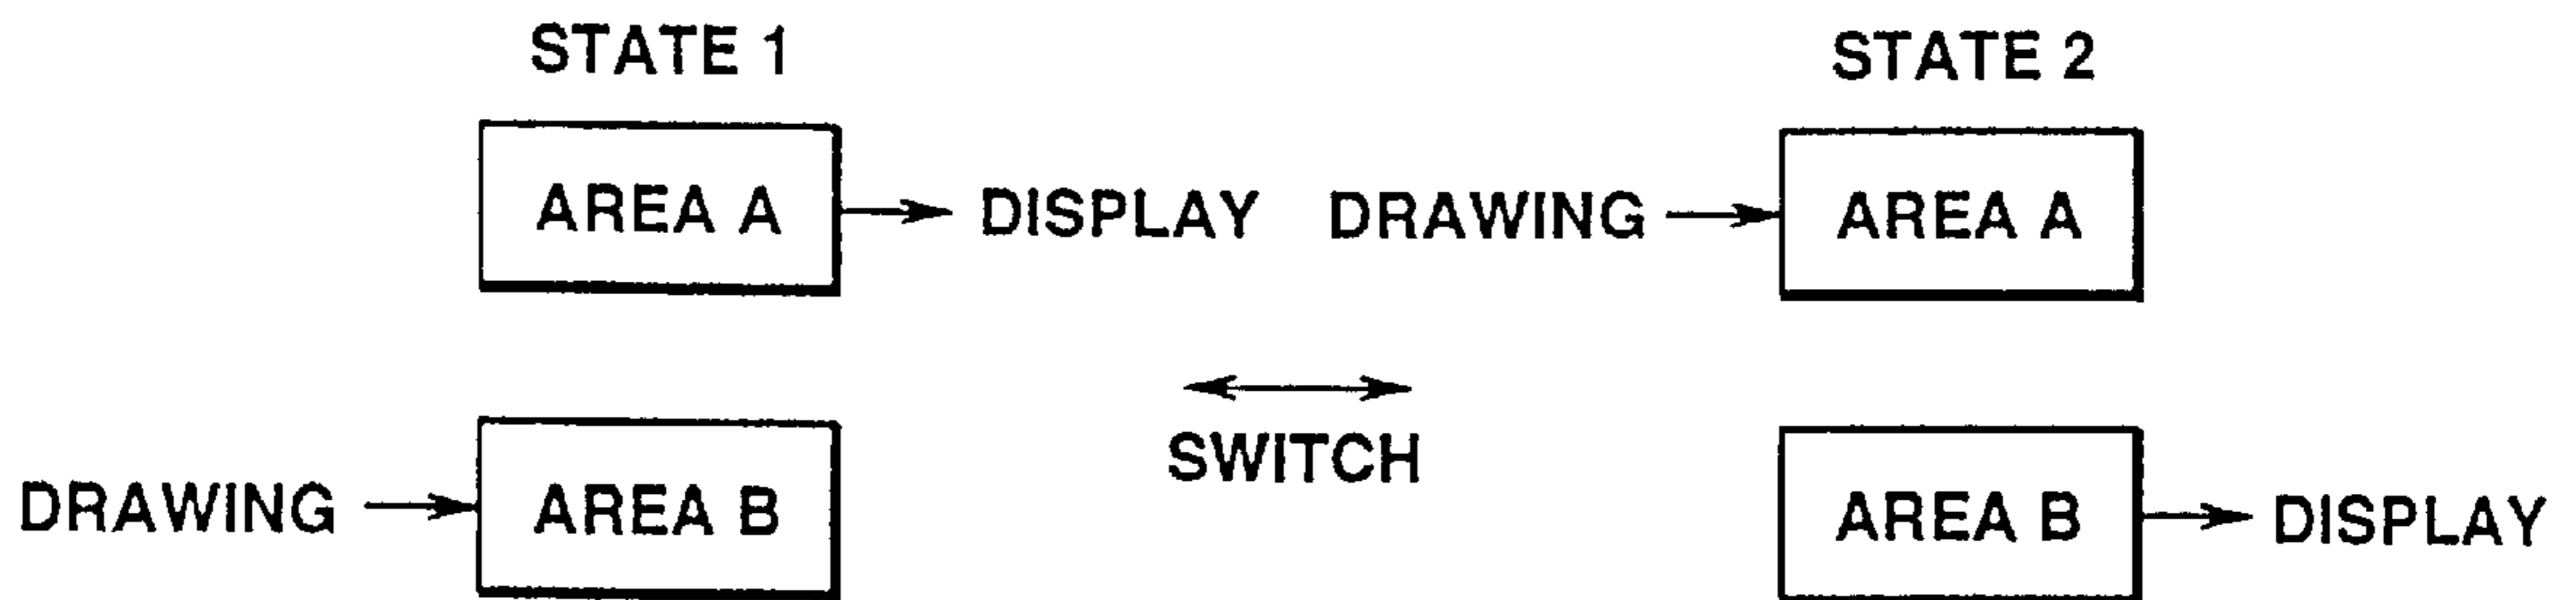 STATE 1
STATE 2
AREA A
DISPLAY
DRAWING
AREA A
SWITCH
DRAWING
AREA B
AREA B
DISPLAY